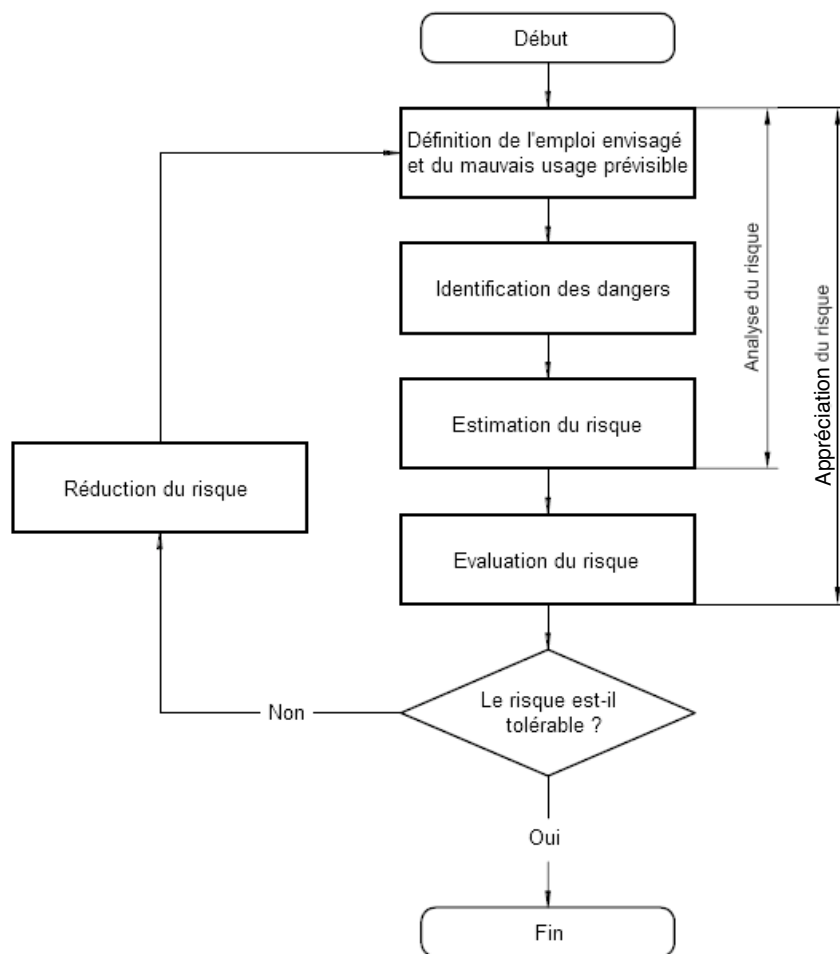 Début
Définition de l'emploi envisagé
et du mauvais usage prévisible
Identification des dangers
Estimation du risque
Evaluation du risque
Analyse du risque
Appréciation du risque
Réduction du risque
Le risque est-il
tolérable ?
Non
Oui
Fin